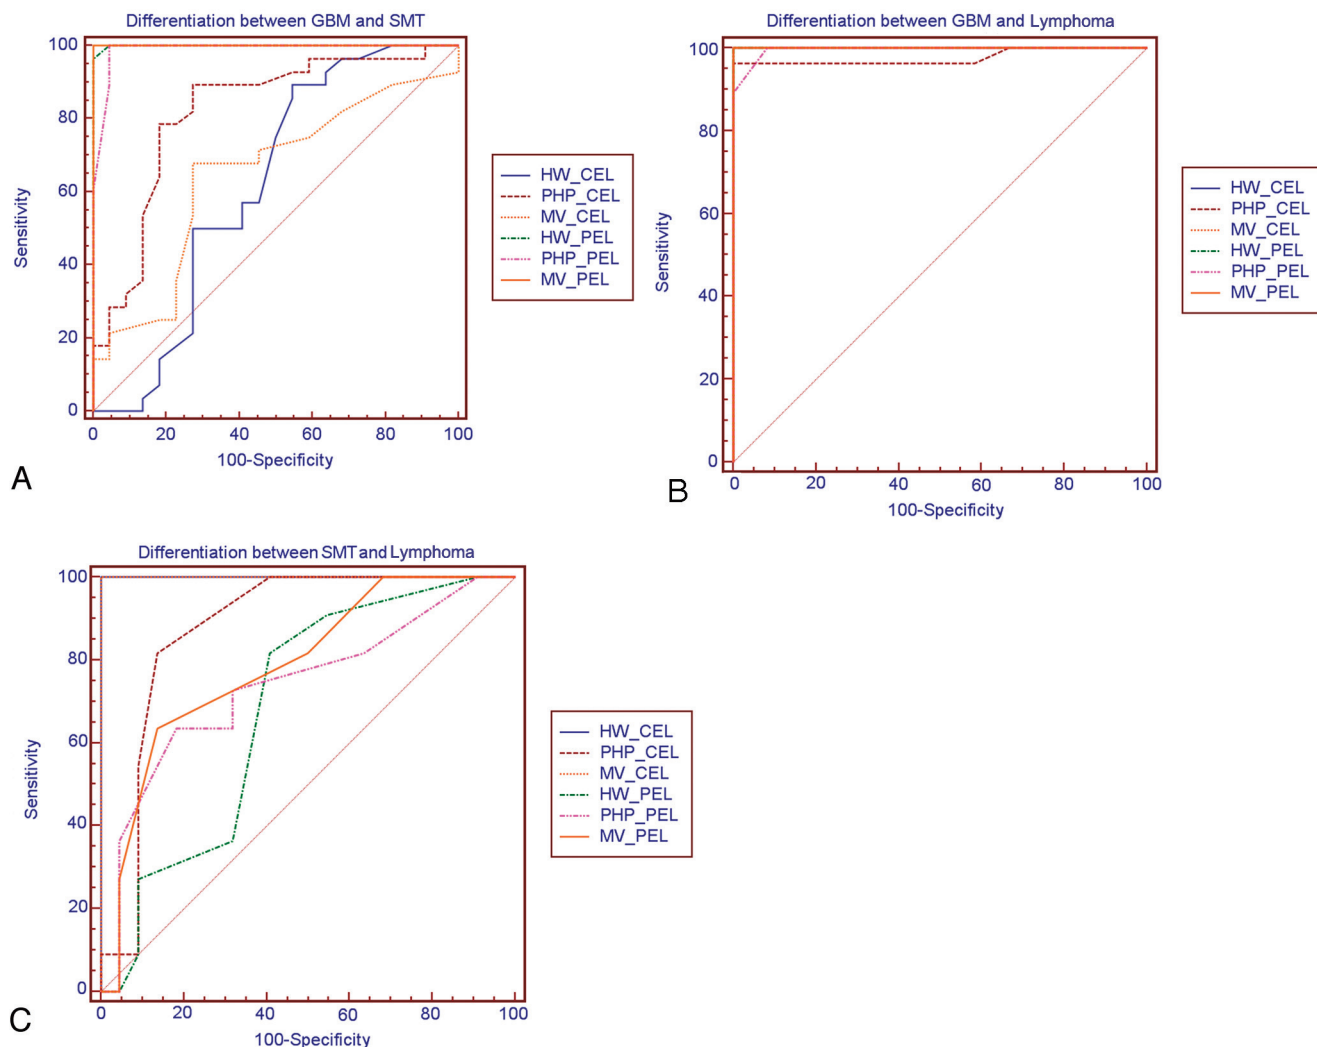 Differentiation between GBM and SMT
100
80
60
40
20
0
Sensitivity
0 20 40 60 80 100
100-Specificity
HW_CEL
PHP_CEL
MV_CEL
HW_PEL
PHP_PEL
MV_PEL
A
Differentiation between GBM and Lymphoma
100
80
60
40
20
0
Sensitivity
0 20 40 60 80 100
100-Specificity
HW_CEL
PHP_CEL
MV_CEL
HW_PEL
PHP_PEL
MV_PEL
B
Differentiation between SMT and Lymphoma
100
80
60
40
20
0
Sensitivity
0 20 40 60 80 100
100-Specificity
HW_CEL
PHP_CEL
MV_CEL
HW_PEL
PHP_PEL
MV_PEL
C